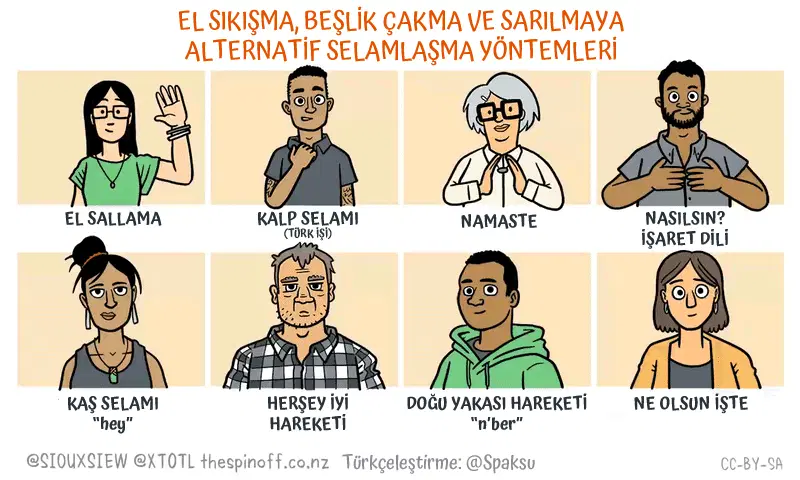 EL SIKIŞMA, BEŞLİK ÇAKMA VE SARILMAYA
ALTERNATİF SELAMLAŞMA YÖNTEMLERİ
EL SALLAMA
KALP SELAMI
(TÜRK İŞİ)
NAMASTE
NASILSIN?
İŞARET DİLİ
KAŞ SELAMI
"hey"
HERŞEY İYİ
HAREKETİ
DOĞU YAKASI HAREKETİ
"n'ber"
NE OLSUN İŞTE
@SIOUXSIEW @XTOTL thespinoff.co.nz Türkçeleştirme: @Spaksu
CC-BY-SA